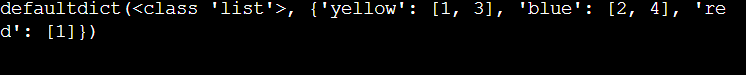 defaultdict(<class 'list'>, {'yellow': [1, 3], 'blue': [2, 4], 're
d': [1]})